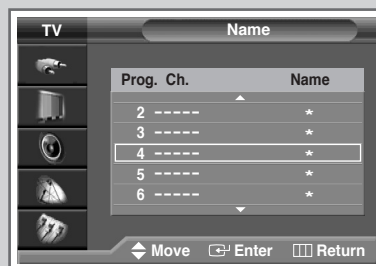 TV Name
Prog. Ch. Name
2 ----- *
3 ----- *
4 ----- *
5 ----- *
6 ----- *
Move Enter Return